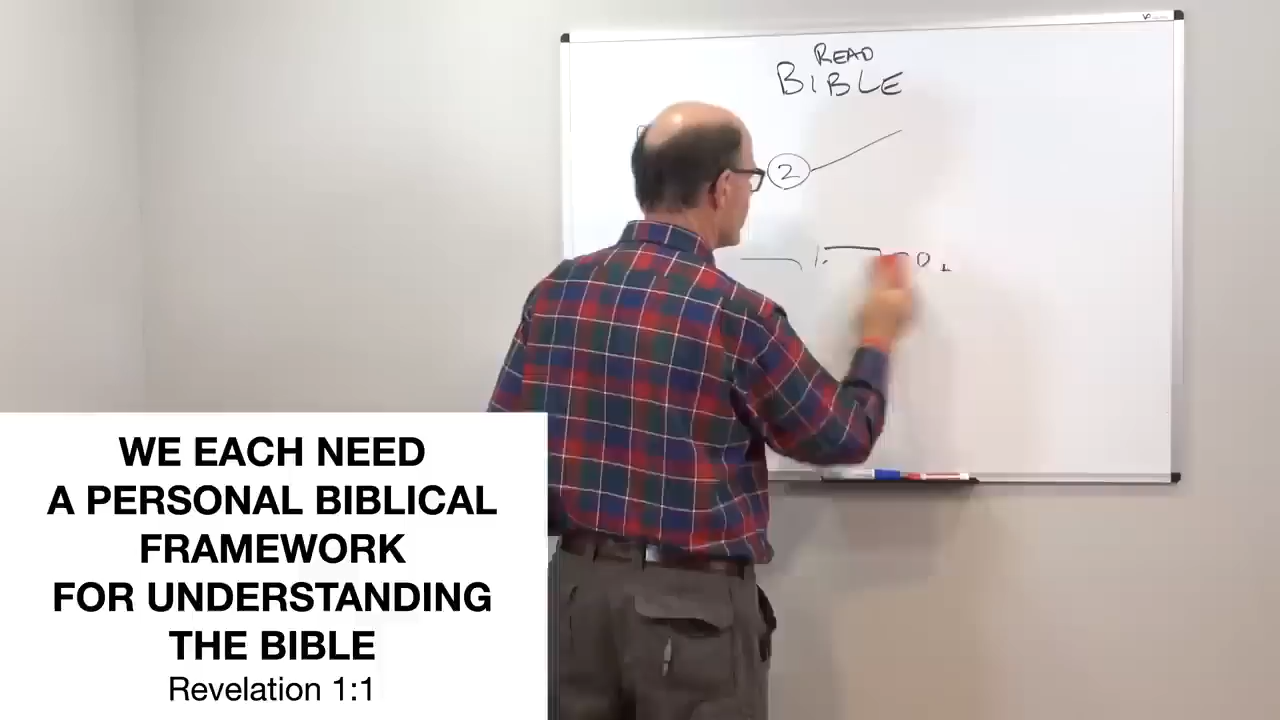 READ
BIBLE
2
WE EACH NEED
A PERSONAL BIBLICAL
FRAMEWORK
FOR UNDERSTANDING
THE BIBLE
Revelation 1:1